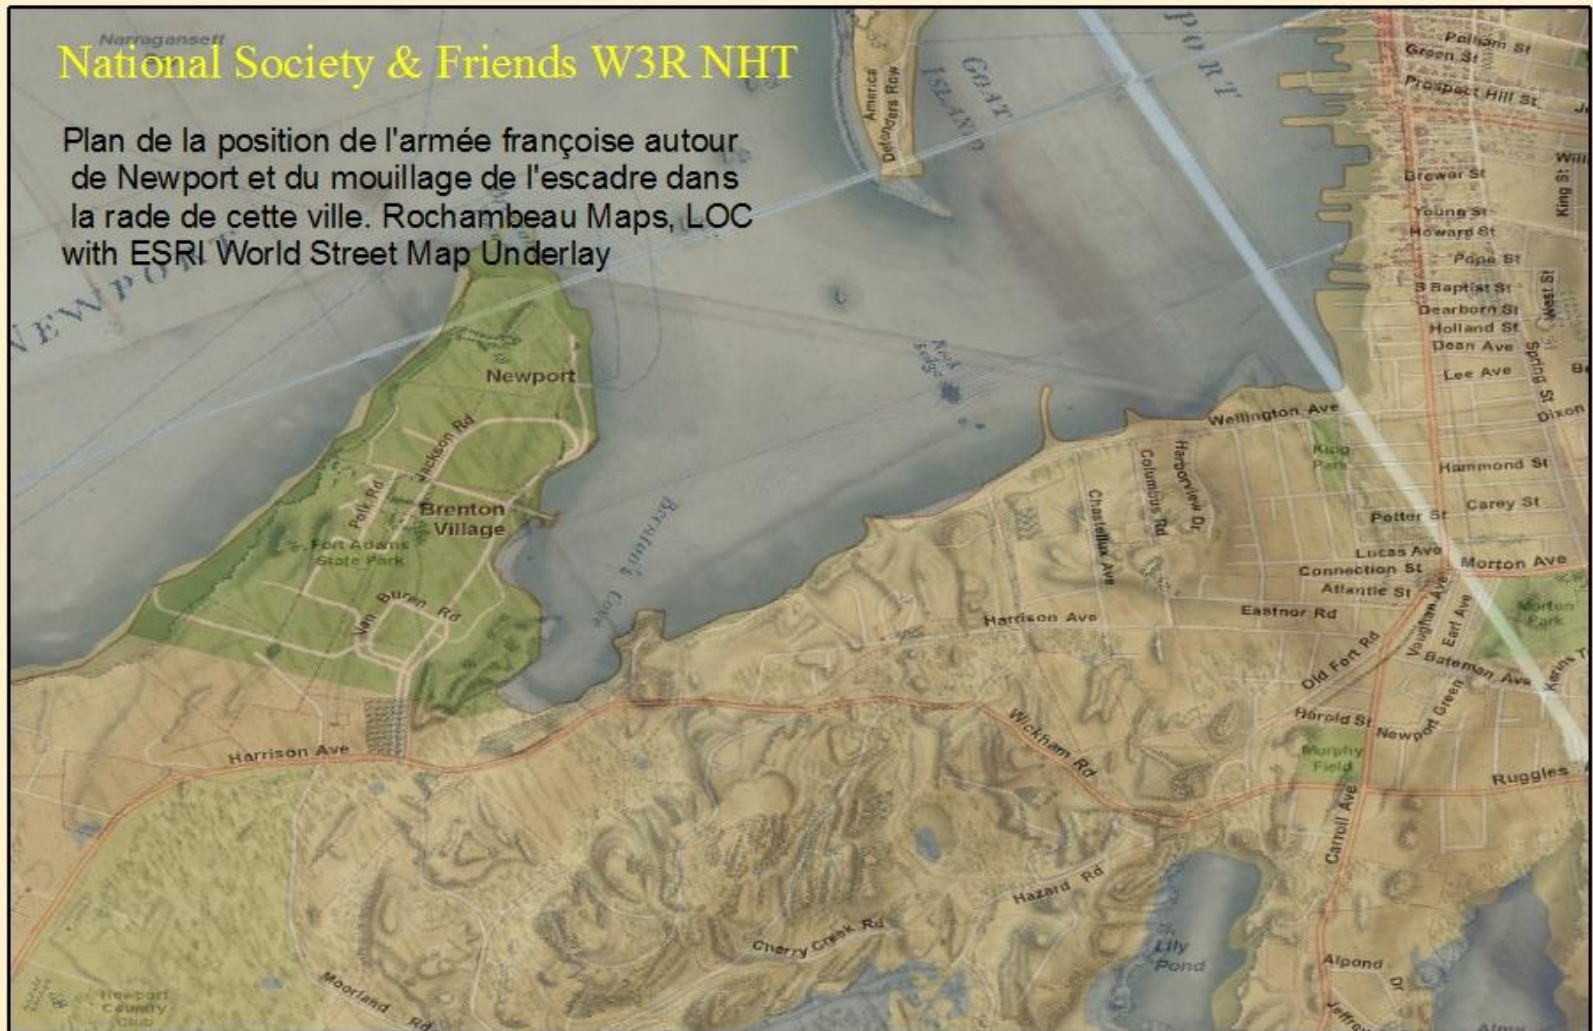 Narragansett
National Society & Friends W3R NHT
Plan de la position de l'armée françoise autour
de Newport et du mouillage de l'escadre dans
la rade de cette ville. Rochambeau Maps, LOC
with ESRI World Street Map Underlay
NEWPORT
America
Defenders Row
GOAT
ISLAND
PORT
Pelham St
Green St
Prospect Hill St
Brewer St
King St
Young St
Howard St
Pope St
S Baptist St
West St
Dearborn St
Holland St
Dean Ave
Lee Ave
Spring St
Dixon
Newport
Jackson Rd
Polk Rd
Brenton
Village
Fort Adams
State Park
Van Buren Rd
Brenton's
Cove
Wellington Ave
King
Park
Harborview Dr
Columbus Rd
Chastellux Ave
Hammond St
Carey St
Potter St
Lucas Ave
Connection St
Morton Ave
Atlantic St
Eastnor Rd
Harrison Ave
Vaughan Ave
Earl Ave
Morton
Park
Old Fort Rd
Bateman Ave
Kerins T
Newport Green
Harold St
Murphy
Field
Ruggles
Harrison Ave
Wickham Rd
Carroll Ave
Hazard Rd
Cherry Creek Rd
Lily
Pond
Alpond Dr
Moorland Rd
Newport
County
Club